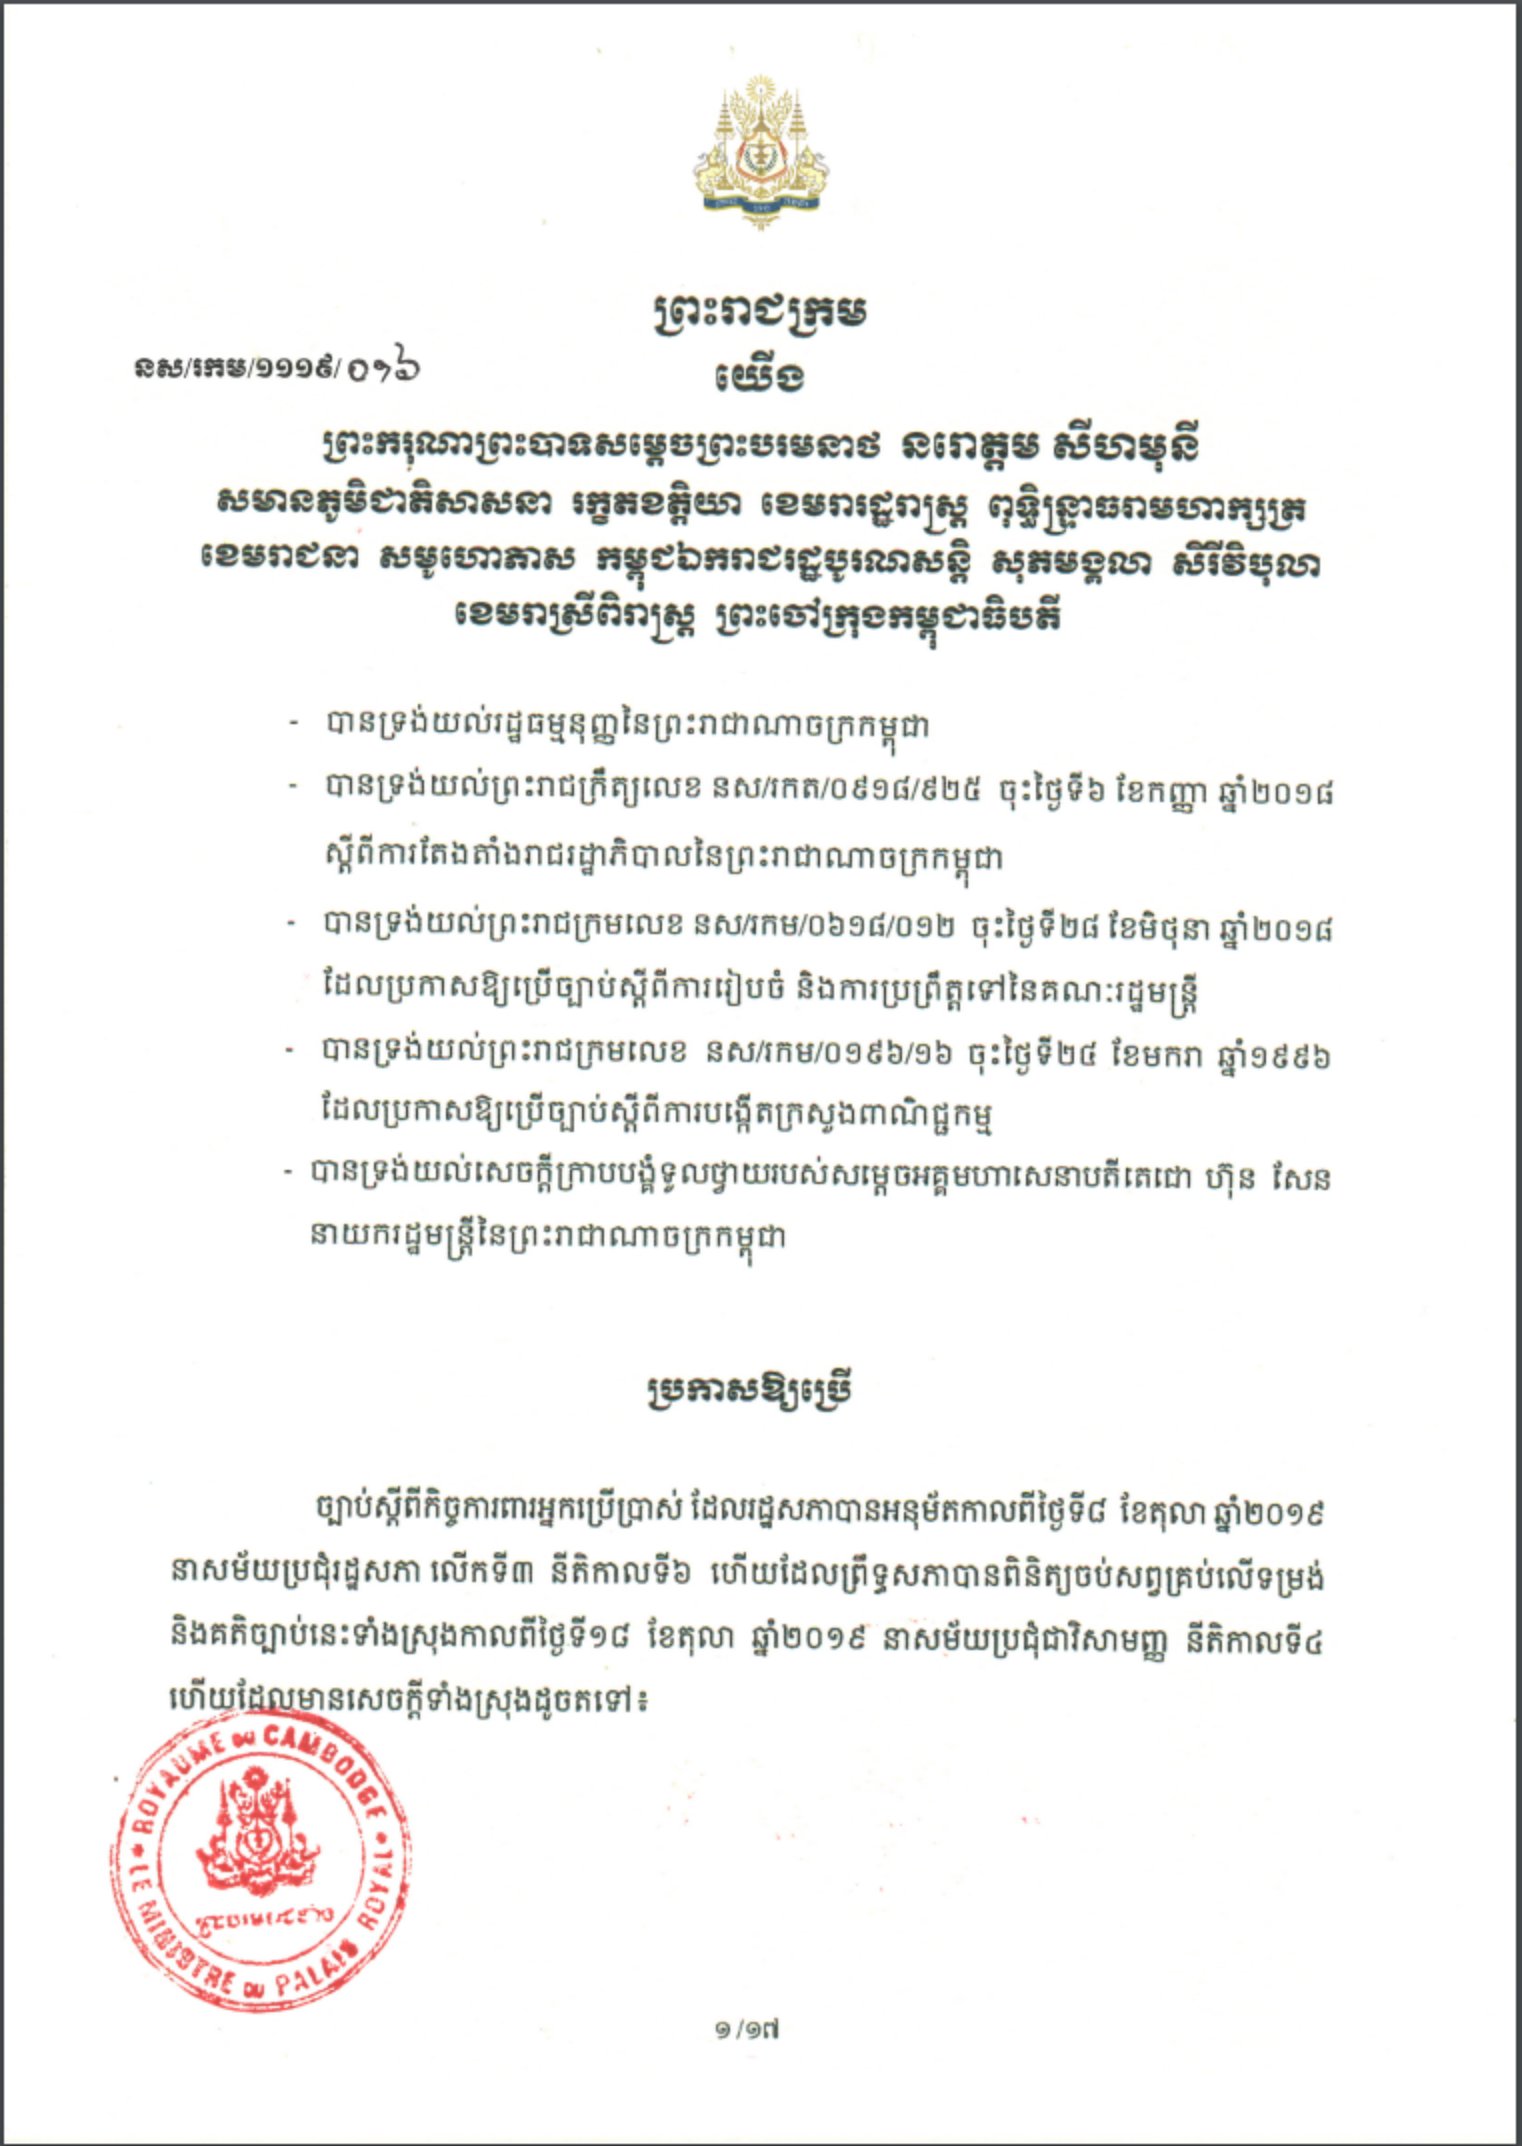 ព្រះរាជក្រម
នស/រកម/១១១៩/០១៦
យើង
ព្រះករុណាព្រះបាទសម្តេចព្រះបរមនាថ នរោត្តម សីហមុនី
សមានភូមិជាតិសាសនា រក្ខតខត្តិយា ខេមរារដ្ឋរាស្ត្រ ពុទ្ធិន្ទ្រាធរាមហាក្សត្រ
ខេមរាជនា សមូហោភាស កម្ពុជឯករាជរដ្ឋបូរណសន្តិ សុភមង្គលា សិរីវិបុលា
ខេមរាស្រីពិរាស្ត្រ ព្រះចៅក្រុងកម្ពុជាធិបតី
- បានទ្រង់យល់រដ្ឋធម្មនុញ្ញនៃព្រះរាជាណាចក្រកម្ពុជា
- បានទ្រង់យល់ព្រះរាជក្រឹត្យលេខ នស/រកត/០៩១៨/៩២៥ ចុះថ្ងៃទី៦ ខែកញ្ញា ឆ្នាំ២០១៨
ស្តីពីការតែងតាំងរាជរដ្ឋាភិបាលនៃព្រះរាជាណាចក្រកម្ពុជា
- បានទ្រង់យល់ព្រះរាជក្រមលេខ នស/រកម/០៦១៨/០១២ ចុះថ្ងៃទី២៨ ខែមិថុនា ឆ្នាំ២០១៨
ដែលប្រកាសឱ្យប្រើច្បាប់ស្តីពីការរៀបចំ និងការប្រព្រឹត្តទៅនៃគណៈរដ្ឋមន្ត្រី
- បានទ្រង់យល់ព្រះរាជក្រមលេខ នស/រកម/០១៩៦/១៦ ចុះថ្ងៃទី២៤ ខែមករា ឆ្នាំ១៩៩៦
ដែលប្រកាសឱ្យប្រើច្បាប់ស្តីពីការបង្កើតក្រសួងពាណិជ្ជកម្ម
- បានទ្រង់យល់សេចក្តីក្រាបបង្គំទូលថ្វាយរបស់សម្តេចអគ្គមហាសេនាបតីតេជោ ហ៊ុន សែន
នាយករដ្ឋមន្ត្រីនៃព្រះរាជាណាចក្រកម្ពុជា
ប្រកាសឱ្យប្រើ
ច្បាប់ស្តីពីកិច្ចការពារអ្នកប្រើប្រាស់ ដែលរដ្ឋសភាបានអនុម័តកាលពីថ្ងៃទី៨ ខែតុលា ឆ្នាំ២០១៩
នាសម័យប្រជុំរដ្ឋសភា លើកទី៣ នីតិកាលទី៦ ហើយដែលព្រឹទ្ធសភាបានពិនិត្យចប់សព្វគ្រប់លើទម្រង់
និងគតិច្បាប់នេះទាំងស្រុងកាលពីថ្ងៃទី១៨ ខែតុលា ឆ្នាំ២០១៩ នាសម័យប្រជុំជាវិសាមញ្ញ នីតិកាលទី៤
ហើយដែលមានសេចក្តីទាំងស្រុងដូចតទៅ៖
ROYAUME DU CAMBODGE
LE MINISTRE DU PALAIS ROYAL
១/១៧